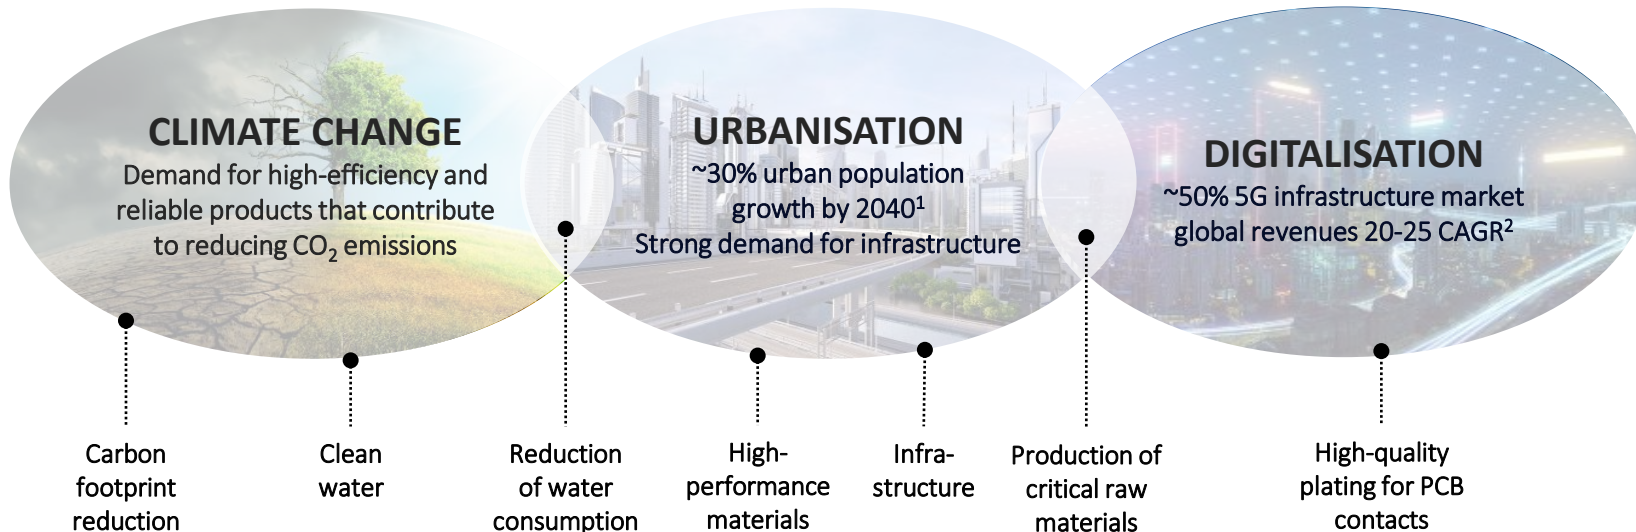 CLIMATE CHANGE
Demand for high-efficiency and
reliable products that contribute
to reducing CO₂ emissions
URBANISATION
~30% urban population
growth by 2040¹
Strong demand for infrastructure
DIGITALISATION
~50% 5G infrastructure market
global revenues 20-25 CAGR²
Carbon
footprint
reduction
Clean
water
Reduction
of water
consumption
High-
performance
materials
Infra-
structure
Production of
critical raw
materials
High-quality
plating for PCB
contacts